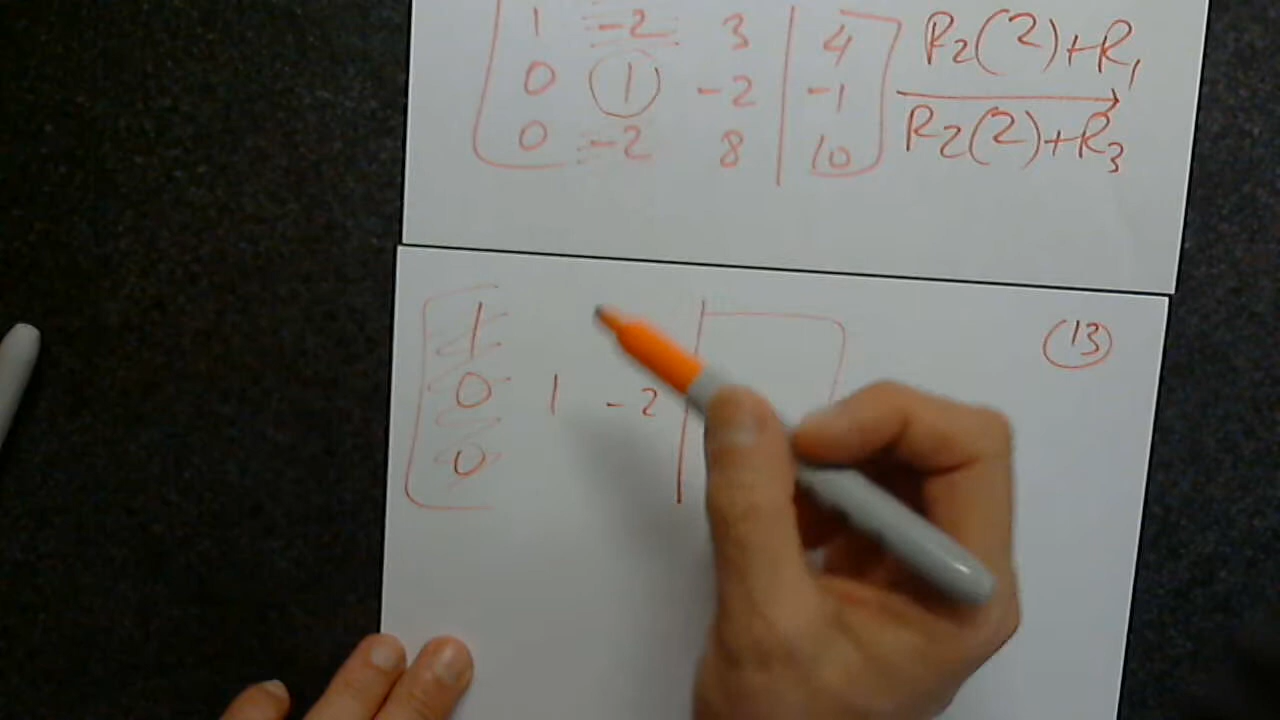 1 -2 3 | 4 R2(2)+R1
0 1 -2 | -1
0 -2 8 | 10 R2(2)+R3
(13)
1
0 1 -2
0